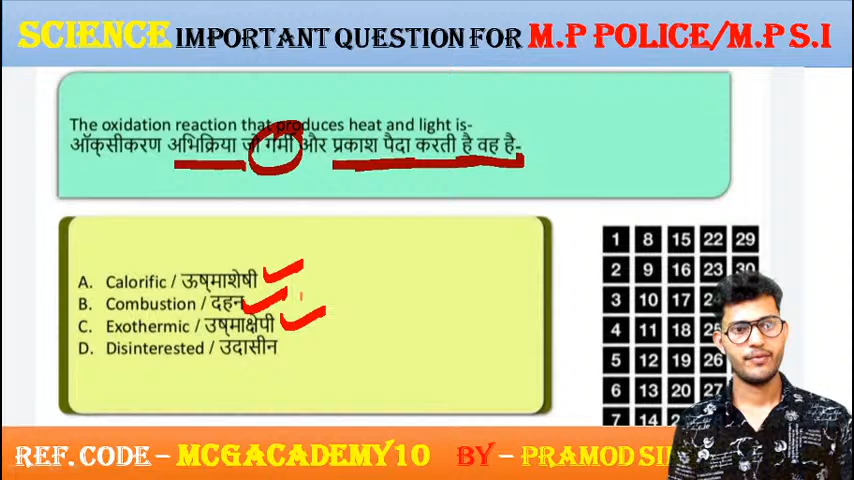 SCIENCE IMPORTANT QUESTION FOR M.P POLICE/M.P S.I
The oxidation reaction that produces heat and light is-
ऑक्सीकरण अभिक्रिया जो गर्मी और प्रकाश पैदा करती है वह है-
A. Calorific / ऊष्माशेषी
B. Combustion / दहन
C. Exothermic / उष्माक्षेपी
D. Disinterested / उदासीन
1 8 15 22 29
2 9 16 23 30
3 10 17
4 11 18 25
5 12 19 26
6 13 20 27
7 14
REF. CODE - MCGACADEMY10 BY - PRAMOD